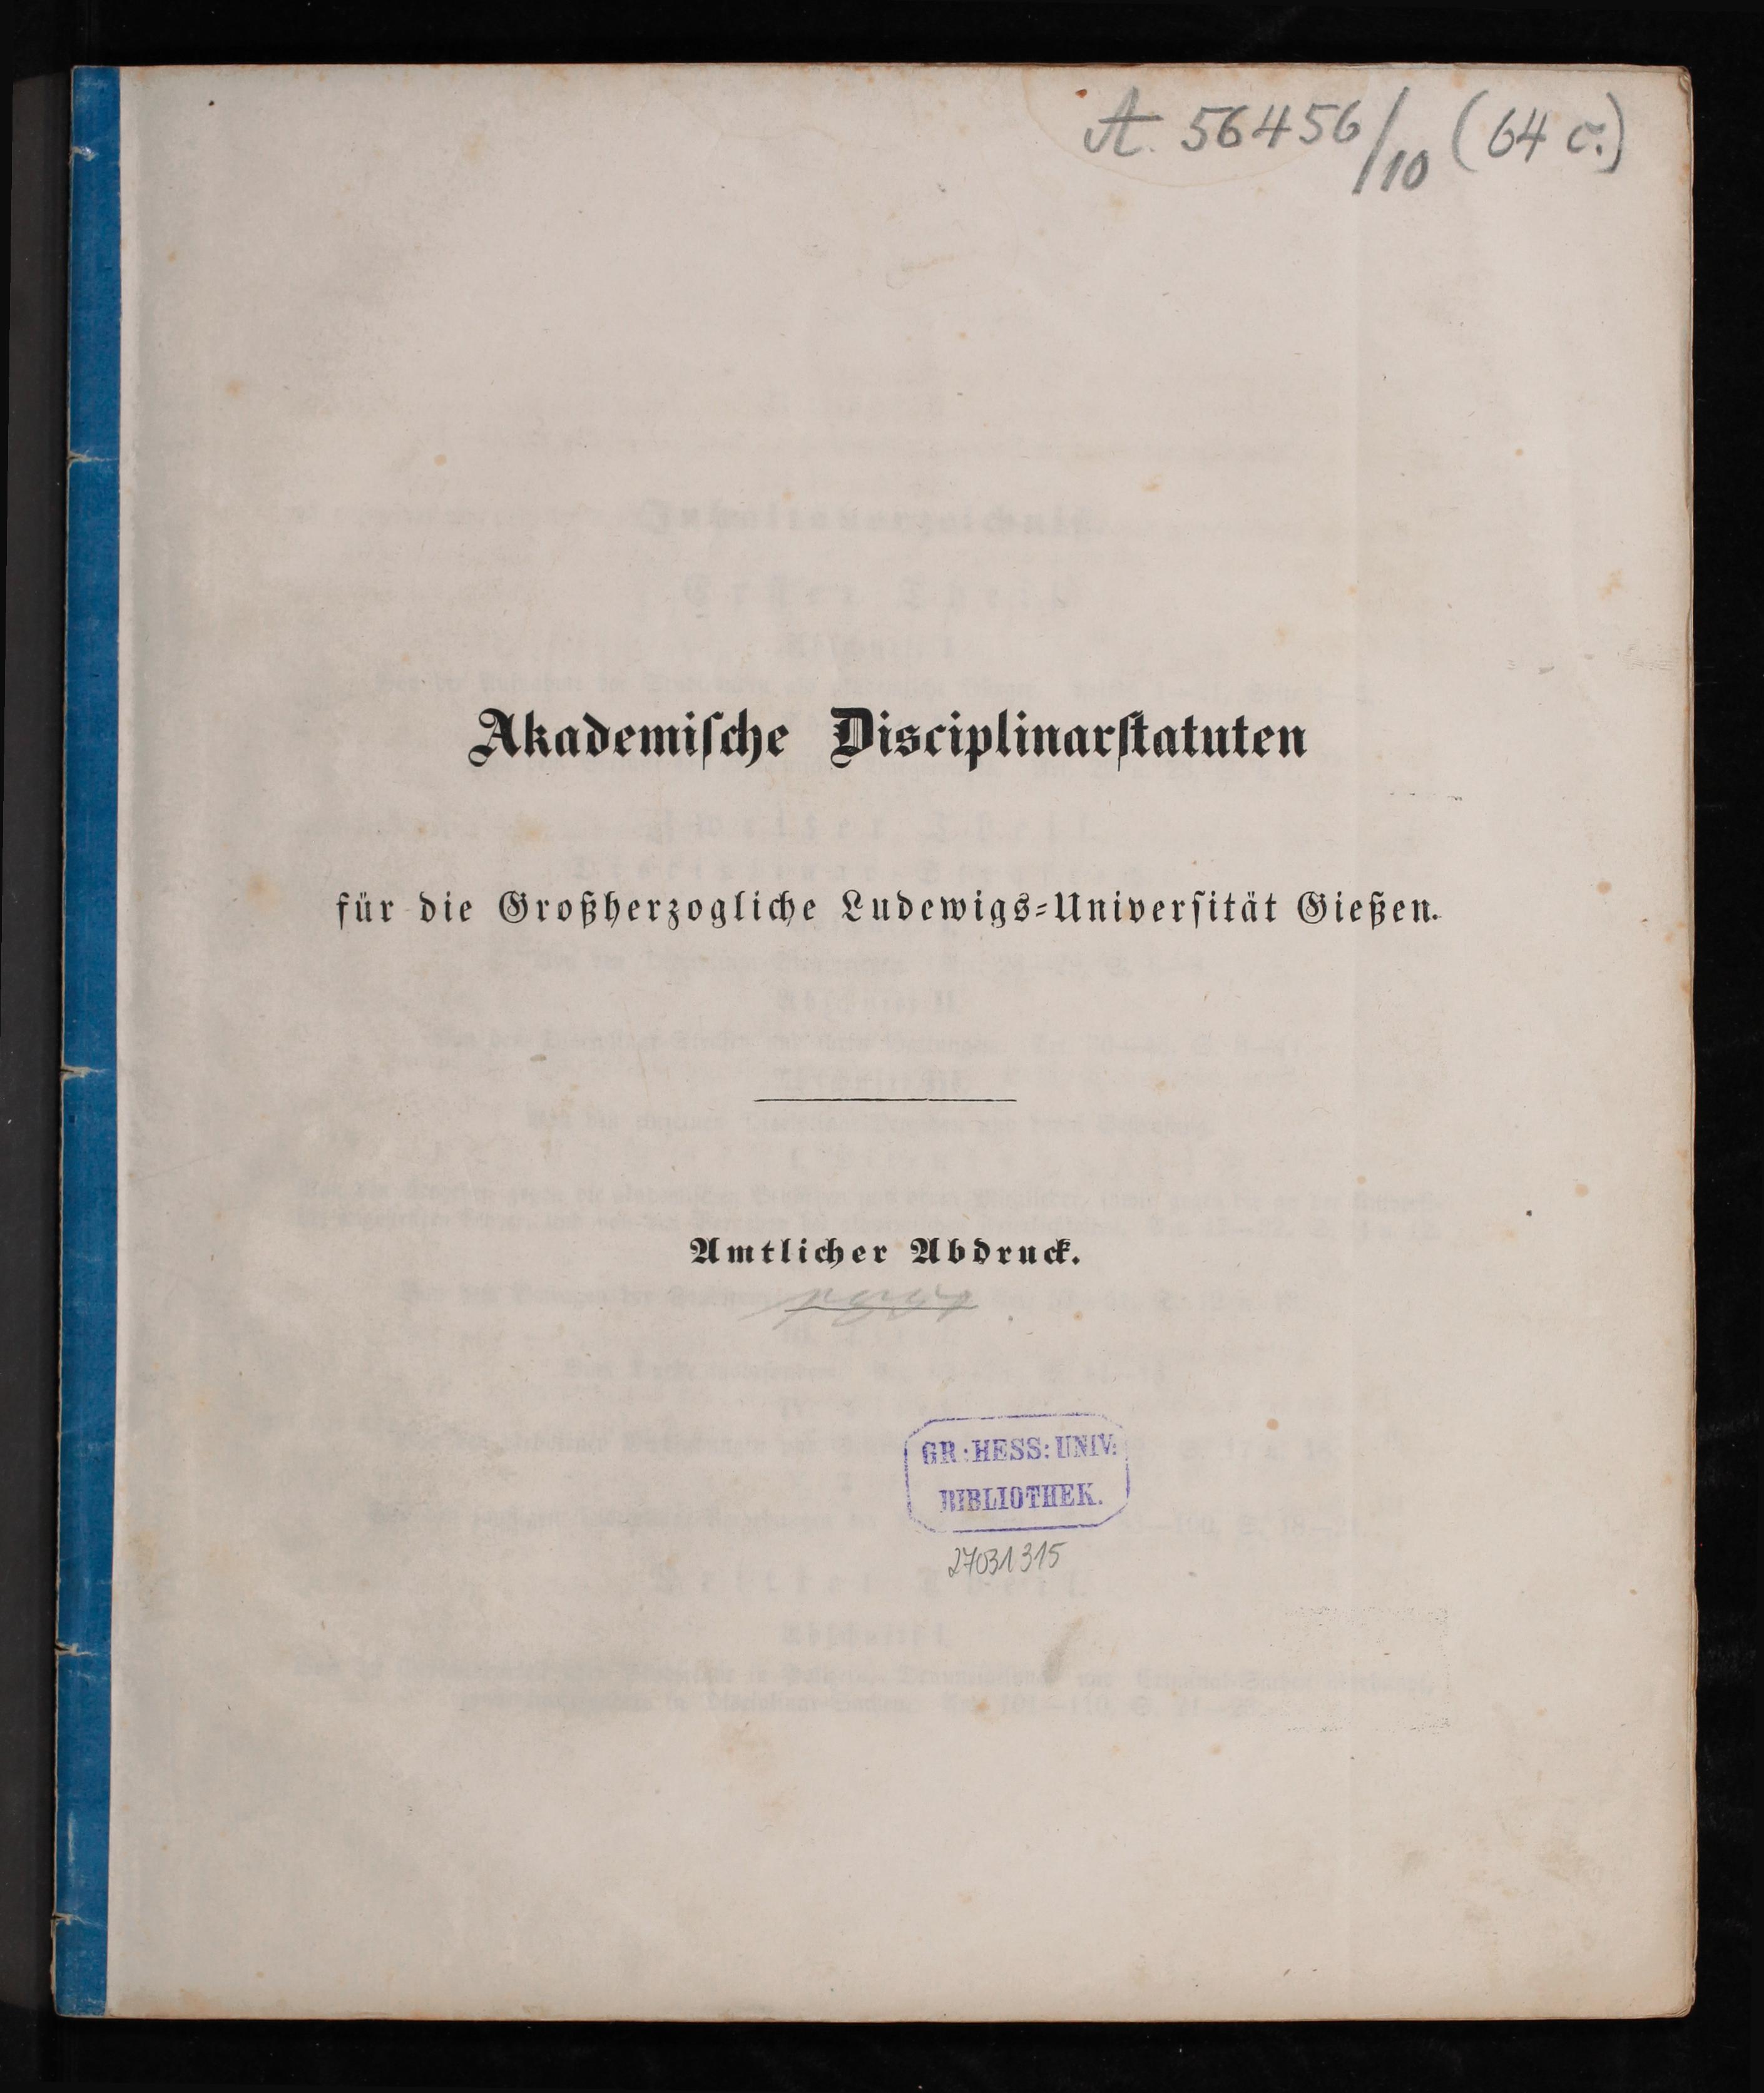 A 56456/10 (64 c.)
Akademiſche Disciplinarſtatuten
für die Großherzogliche Ludewigs-Univerſität Gießen.
Amtlicher Abdruck.
GR: HESS: UNIV:
BIBLIOTHEK.
27031315